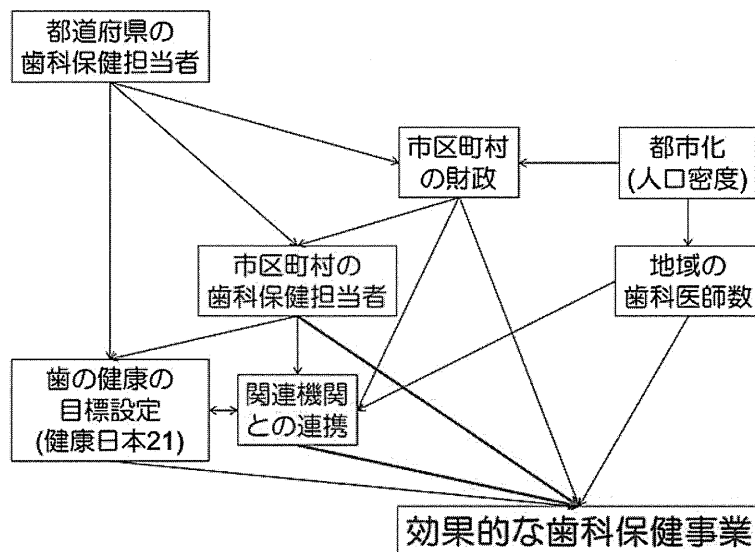 都道府県の
歯科保健担当者
市区町村
の財政
都市化
(人口密度)
市区町村の
歯科保健担当者
地域の
歯科医師数
歯の健康の
目標設定
(健康日本21)
関連機関
との連携
効果的な歯科保健事業